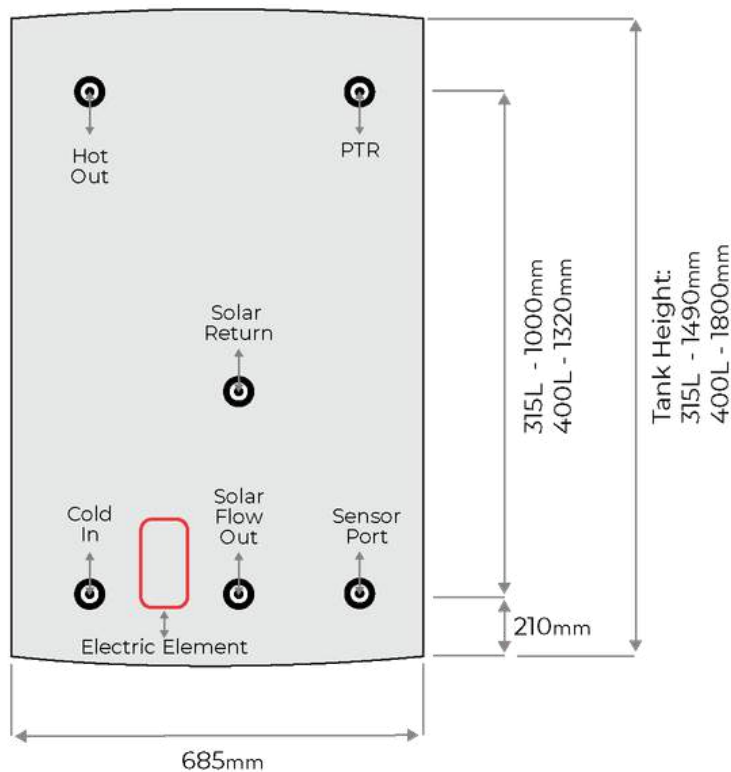 Hot
Out
PTR
Solar
Return
Cold
In
Solar
Flow
Out
Sensor
Port
Electric Element
315L - 1000mm
400L - 1320mm
210mm
Tank Height:
315L - 1490mm
400L - 1800mm
685mm